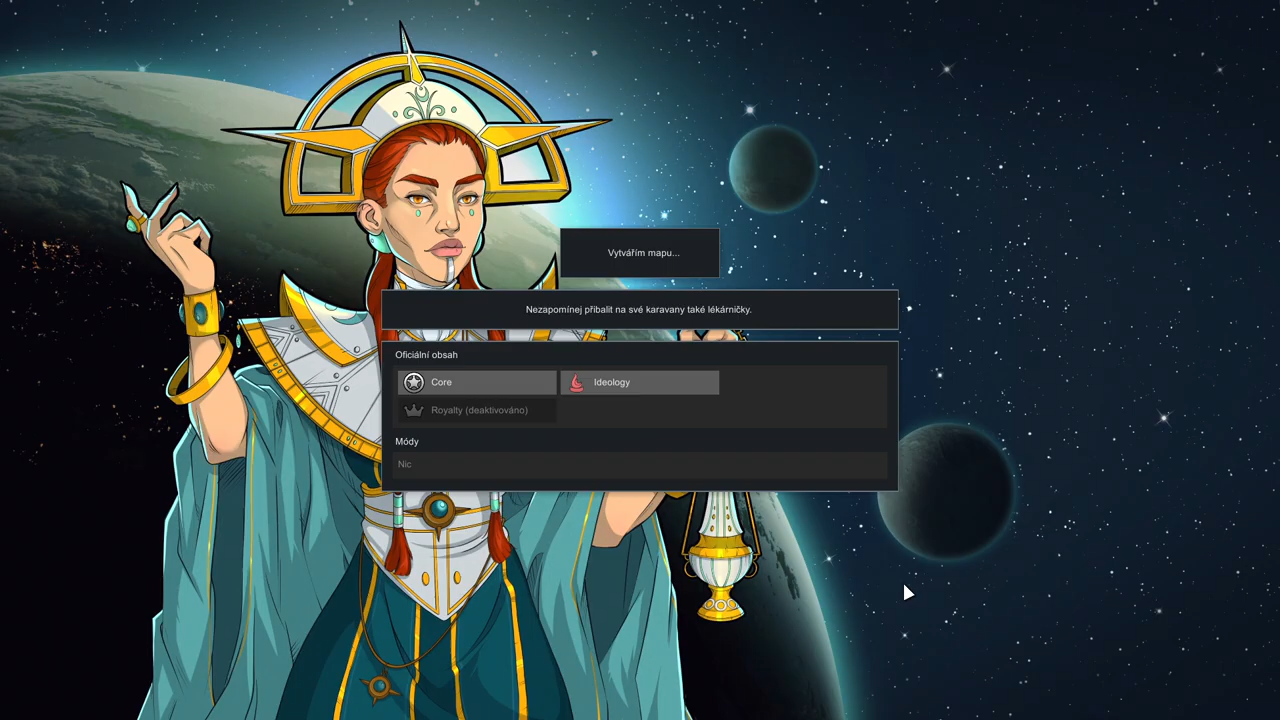 Vytvářím mapu...
Nezapomínej přibalit na své karavany také lékárničky.
Oficiální obsah
Core
Ideology
Royalty (deaktivováno)
Módy
Nic